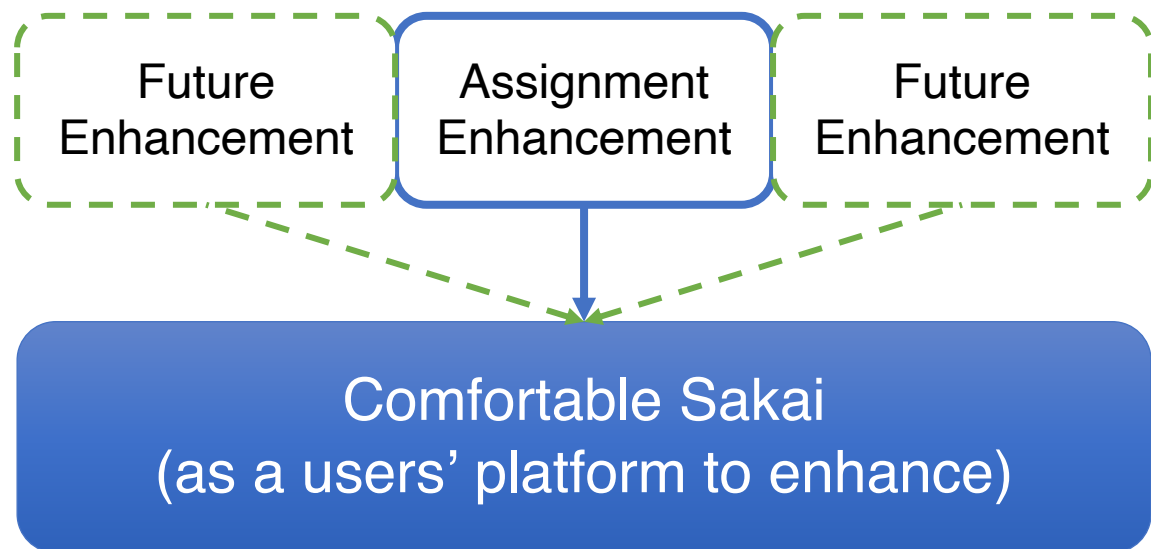 Future
Enhancement
Assignment
Enhancement
Future
Enhancement
Comfortable Sakai
(as a users’ platform to enhance)